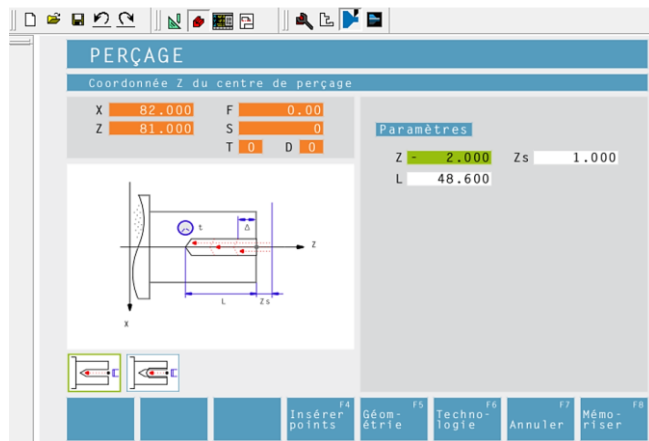 PERÇAGE
Coordonnée Z du centre de perçage
X 82.000 F 0.00
Z 81.000 S 0
T 0 D 0
Paramètres
Z - 2.000 Zs 1.000
L 48.600
t
Δ
Z
L
Zs
X
F4 F5 F6 F7 F8
Insérer Géom- Techno- Mémo-
points étrie logie Annuler riser